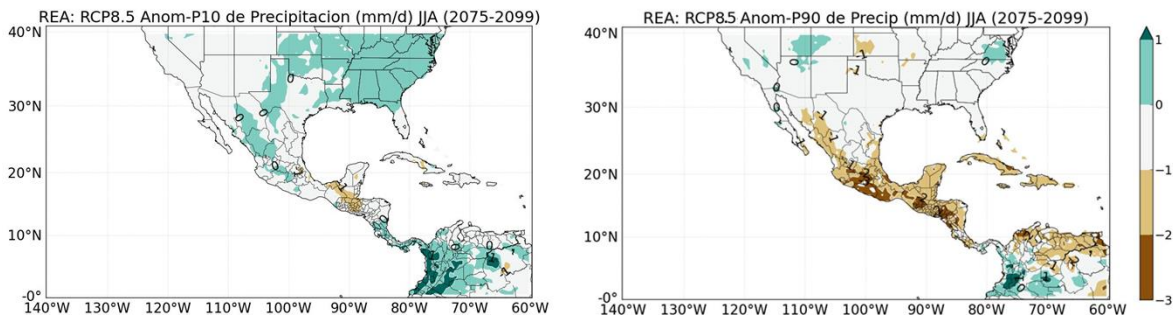 REA: RCP8.5 Anom-P10 de Precipitacion (mm/d) JJA (2075-2099)
40°N
30°N
20°N
10°N
-0°
140°W 130°W 120°W 110°W 100°W 90°W 80°W 70°W 60°W
REA: RCP8.5 Anom-P90 de Precip (mm/d) JJA (2075-2099)
40°N
30°N
20°N
10°N
-0°
140°W 130°W 120°W 110°W 100°W 90°W 80°W 70°W 60°W
1
0
-1
-2
-3